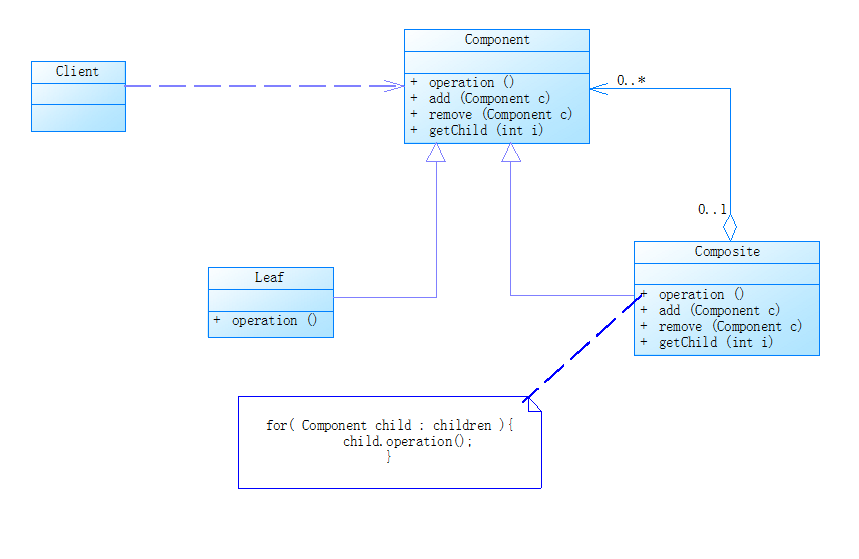 Component
+ operation ()
+ add (Component c)
+ remove (Component c)
+ getChild (int i)
Client
0..*
0..1
Composite
+ operation ()
+ add (Component c)
+ remove (Component c)
+ getChild (int i)
Leaf
+ operation ()
for( Component child : children ){
child.operation();
}